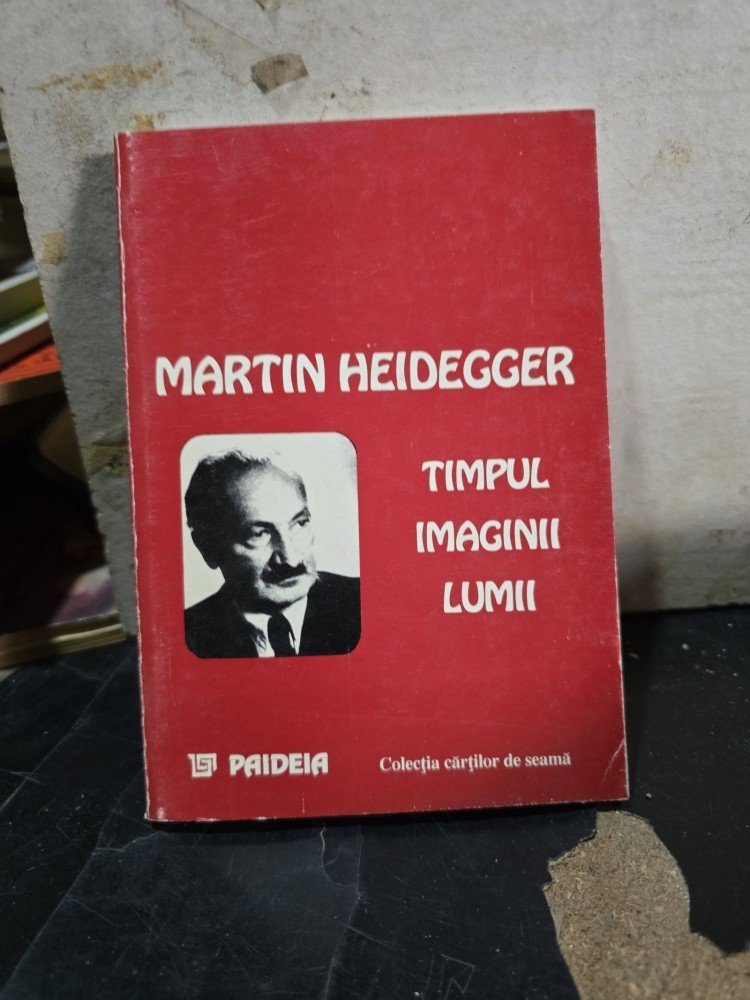 MARTIN HEIDEGGER
TIMPUL
IMAGINII
LUMII
PAIDEIA
Colecția cărților de seamă